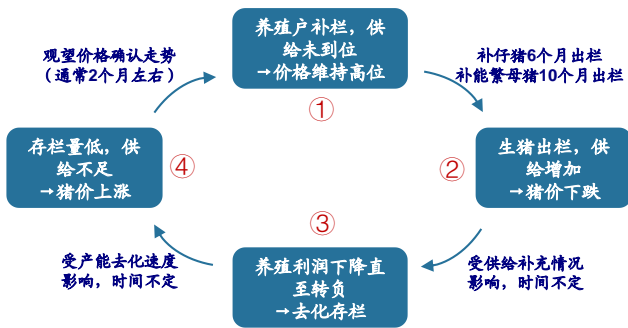 养殖户补栏，供
给未到位
→价格维持高位
①
观望价格确认走势
（通常2个月左右）
补仔猪6个月出栏
补能繁母猪10个月出栏
存栏量低，供
给不足
→猪价上涨
④
②
生猪出栏，供
给增加
→猪价下跌
③
养殖利润下降直
至转负
→去化存栏
受产能去化速度
影响，时间不定
受供给补充情况
影响，时间不定